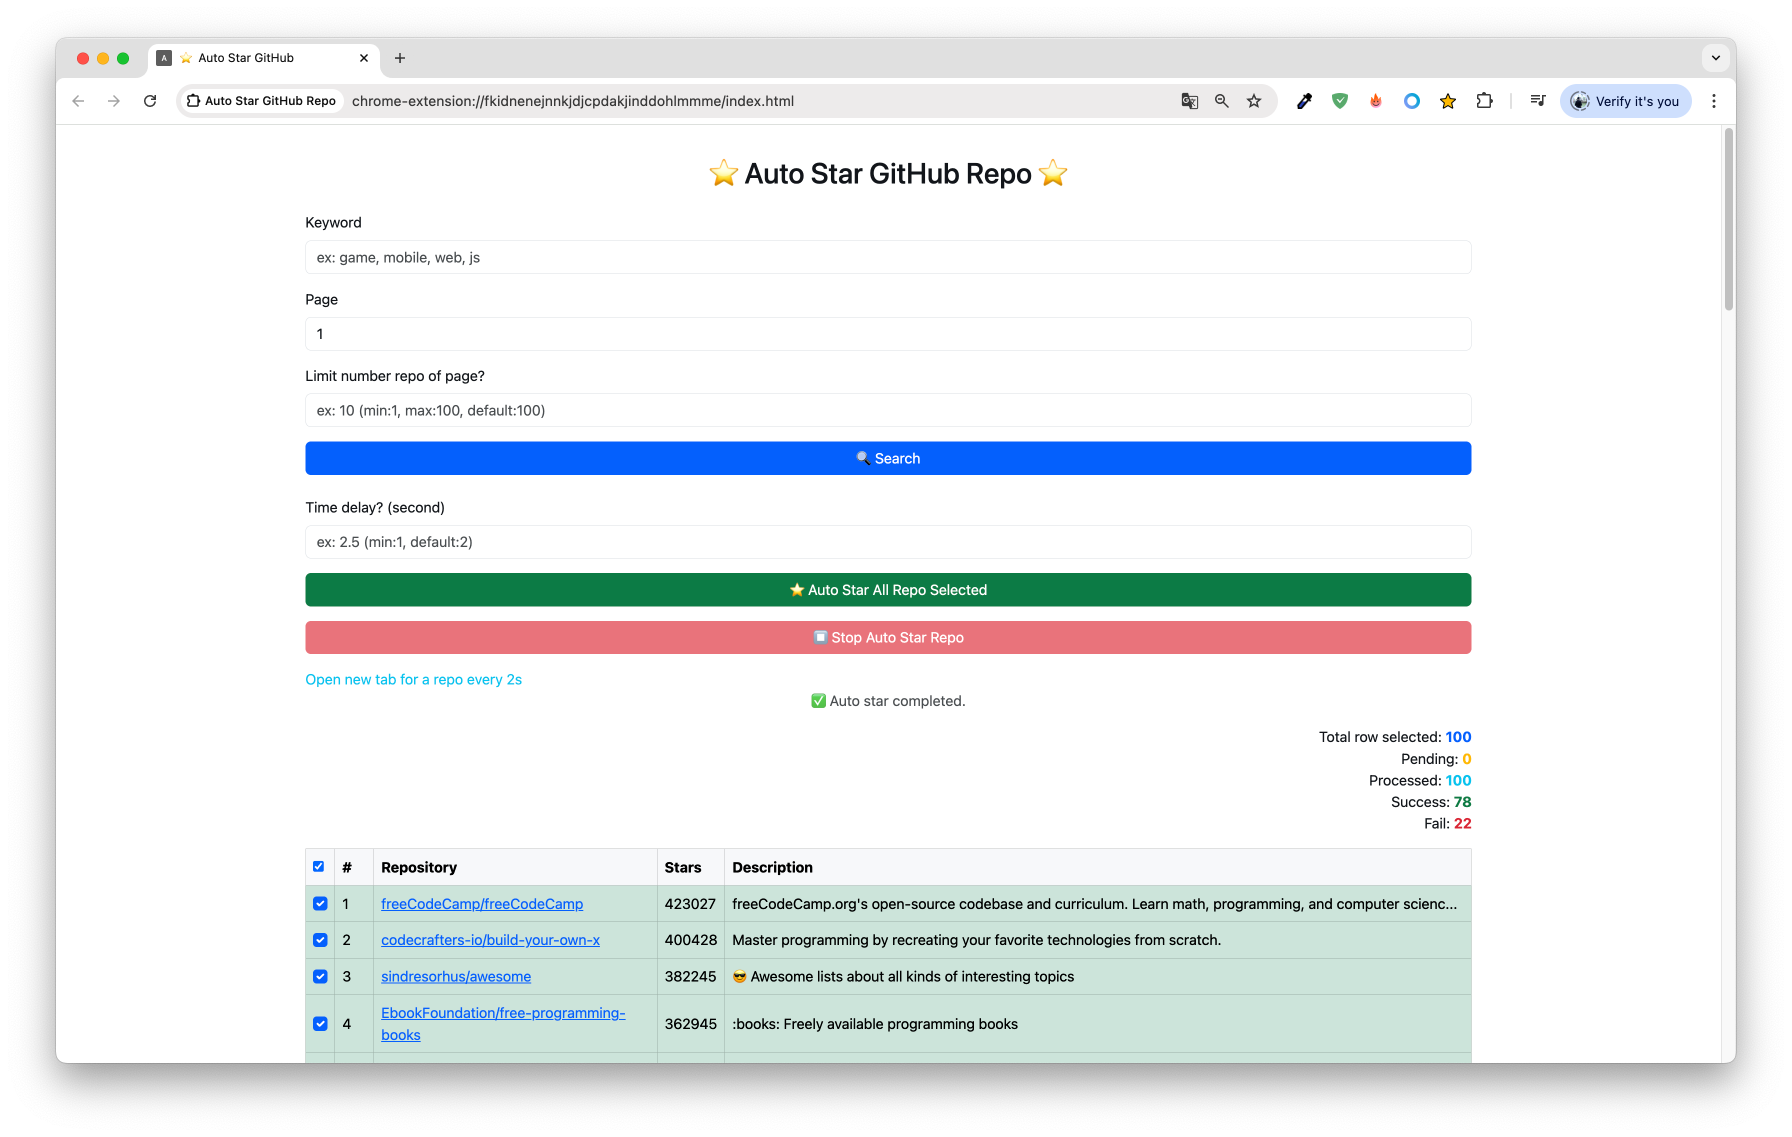 A ⭐ Auto Star GitHub
Auto Star GitHub Repo chrome-extension://fkidnenejnnkjdjcpdakjinddohlmmme/index.html Verify it's you
⭐ Auto Star GitHub Repo ⭐
Keyword
ex: game, mobile, web, js
Page
1
Limit number repo of page?
ex: 10 (min:1, max:100, default:100)
🔍 Search
Time delay? (second)
ex: 2.5 (min:1, default:2)
⭐ Auto Star All Repo Selected
⏹️ Stop Auto Star Repo
Open new tab for a repo every 2s
✅ Auto star completed.
Total row selected: 100
Pending: 0
Processed: 100
Success: 78
Fail: 22
# Repository Stars Description
1 freeCodeCamp/freeCodeCamp 423027 freeCodeCamp.org's open-source codebase and curriculum. Learn math, programming, and computer scienc...
2 codecrafters-io/build-your-own-x 400428 Master programming by recreating your favorite technologies from scratch.
3 sindresorhus/awesome 382245 😎 Awesome lists about all kinds of interesting topics
4 EbookFoundation/free-programming-books 362945 :books: Freely available programming books